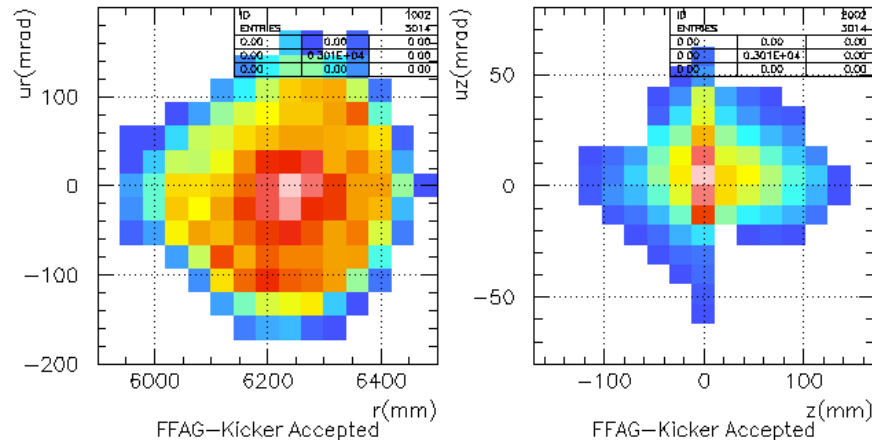 ID 1002
ENTRIES 3014
0.00 0.00 0.00
0.00 0.301E+04 0.00
0.00 0.00 0.00
ur(mrad)
100
0
−100
−200
6000 6200 6400
r(mm)
FFAG−Kicker Accepted
ID 2002
ENTRIES 3014
0.00 0.00 0.00
0.00 0.301E+04 0.00
0.00 0.00 0.00
uz(mrad)
50
0
−50
−100 0 100
z(mm)
FFAG−Kicker Accepted